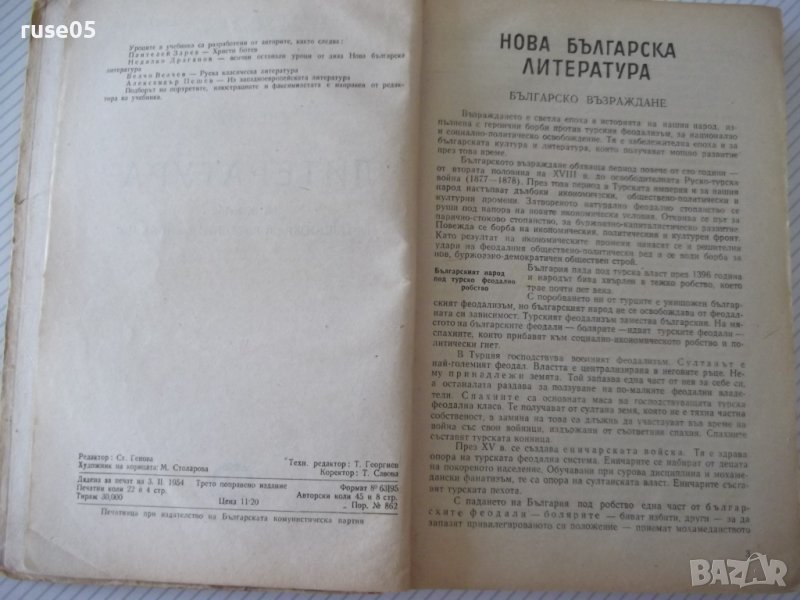 ruse05
Уроците в учебника са разработени от авторите, както следва:
Пантелей Зарев — Христо Ботев
Недялко Драганов — всички останали уроци от дяла Нова българска
литература
Велчо Велчев — Руска класическа литература
Александър Пешев — Из западноевропейската литература
Подборът на портретите, илюстрациите и факсимилетата е направен от редак-
тора на учебника.
Редактор: Ст. Генова
Художник на корицата: М. Столарова
Техн. редактор: Т. Георгиев
Коректор: Т. Савова
Дадена за печат на 3. II. 1954 Трето поправено издание Формат 8° 63/95
Печатни коли 22 и 4 стр. Авторски коли 45 и 8 стр.
Тираж 30,000 Цена 11·20 Пор. № 862
Печатница при издателство на Българската комунистическа партия
НОВА БЪЛГАРСКА
ЛИТЕРАТУРА
БЪЛГАРСКО ВЪЗРАЖДАНЕ
Възраждането е светла епоха в историята на нашия народ, из-
пълнена с героични борби против турския феодализъм, за национално
и социално-политическо освобождение. Тя е забележителна епоха и за
българската култура и литература, които получават мощно развитие
през това време.
Българското възраждане обхваща период повече от сто години —
от втората половина на XVIII в. до освободителната Руско-турска
война (1877—1878). През този период в Турската империя и за нашия
народ настъпват дълбоки икономически, обществено-политически и
културни промени. Затвореното натурално феодално стопанство се
руши под напора на новите икономически условия. Открива се път за
парично-стоково стопанство, за буржоазно-капиталистическо развитие.
Повежда се борба на икономическия, политическия и културен фронт.
Като резултат на икономическите промени нанасят се и решителни
удари на феодалния обществено-политически ред и се води борба за
нов, буржоазно-демократичен обществен строй.
Българският народ
под турско феодално
робство
България пада под турска власт през 1396 година
и народът бива хвърлен в тежко робство, което
трае почти пет века.
С поробването ни от турците е унищожен българ-
ският феодализъм, но българският народ не се освобождава от феодал-
ната си зависимост. Турският феодализъм замества българския. На мя-
стото на българските феодали — болярите — идват турските феодали —
спахиите, които прибавят към социално-икономическото робство и по-
литически гнет.
В Турция господствува военният феодализъм. Султанът е
най-големият феодал. Властта е централизирана в неговите ръце. Не-
му принадлежи земята. Той запазва една част от нея за себе си,
а останалата раздава за ползуване на по-малките феодални владе-
тели. Спахиите са основната маса на господствуващата турска
феодална класа. Те получават от султана земя, която не е тяхна частна
собственост, в замяна на това са длъжни да участвуват във време на
война със свои войници, издържани от съответния спахия. Спахиите
съставят турската конница.
През XV в. се създава еничарската войска. Тя е здрава
опора на турската феодална система. Еничарите се набират от децата
на покореното население. Обучавани при сурова дисциплина и мохаме-
дански фанатизъм, те са опора на султанската власт. Еничарите съста-
вят турската пехота.
С падането на България под робство една част от българ-
ските феодали — болярите — биват избити, други — за да
запазят привилегированото си положение — приемат мохамеданството
3
BAZAR